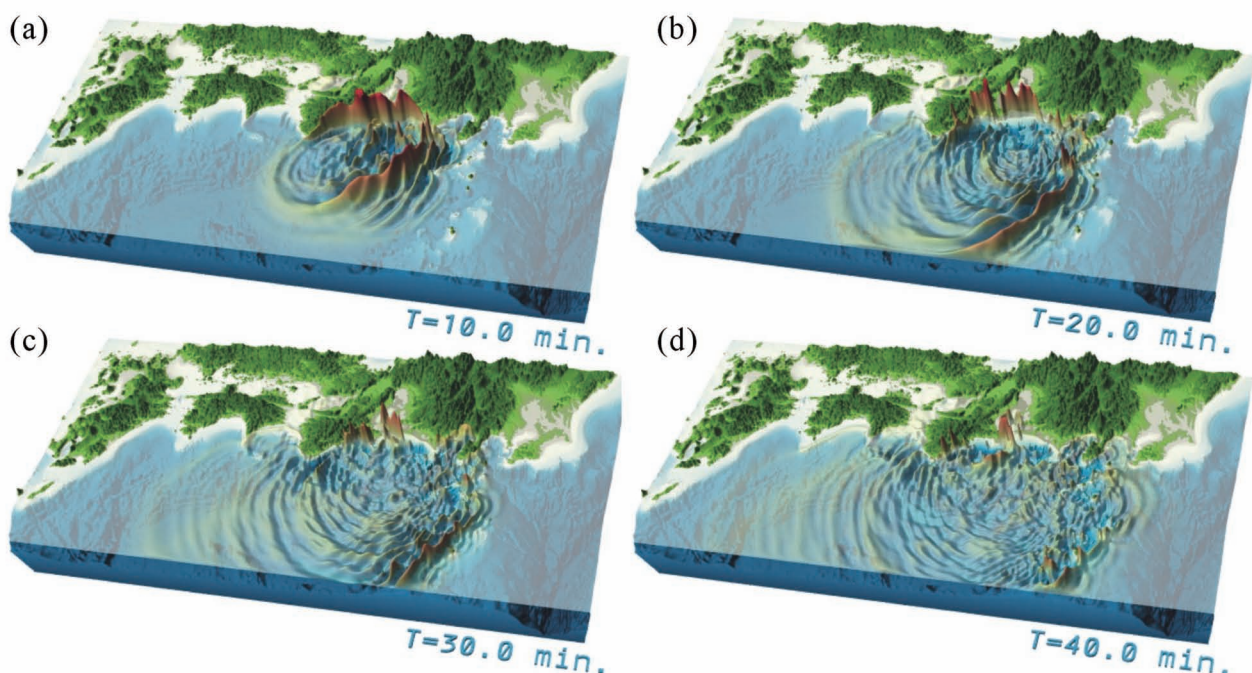 (a)
(b)
T=10.0 min.
T=20.0 min.
(c)
(d)
T=30.0 min.
T=40.0 min.